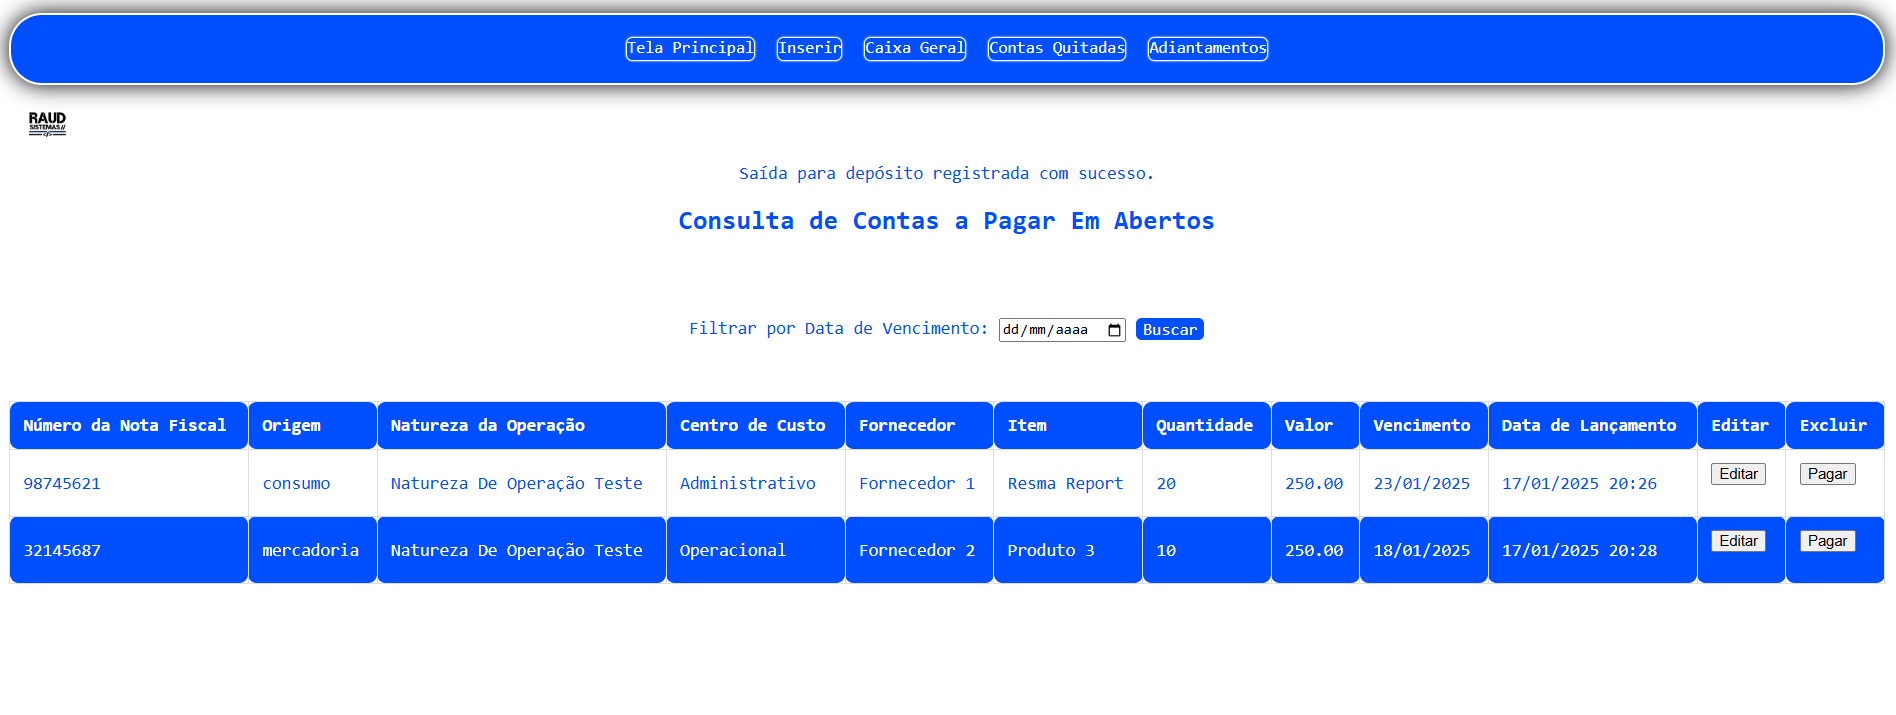 Tela Principal Inserir Caixa Geral Contas Quitadas Adiantamentos
RAUD
SISTEMAS//
Saída para depósito registrada com sucesso.
Consulta de Contas a Pagar Em Abertos
Filtrar por Data de Vencimento: dd/mm/aaaa Buscar
Número da Nota Fiscal Origem Natureza da Operação Centro de Custo Fornecedor Item Quantidade Valor Vencimento Data de Lançamento Editar Excluir
98745621 consumo Natureza De Operação Teste Administrativo Fornecedor 1 Resma Report 20 250.00 23/01/2025 17/01/2025 20:26 Editar Pagar
32145687 mercadoria Natureza De Operação Teste Operacional Fornecedor 2 Produto 3 10 250.00 18/01/2025 17/01/2025 20:28 Editar Pagar